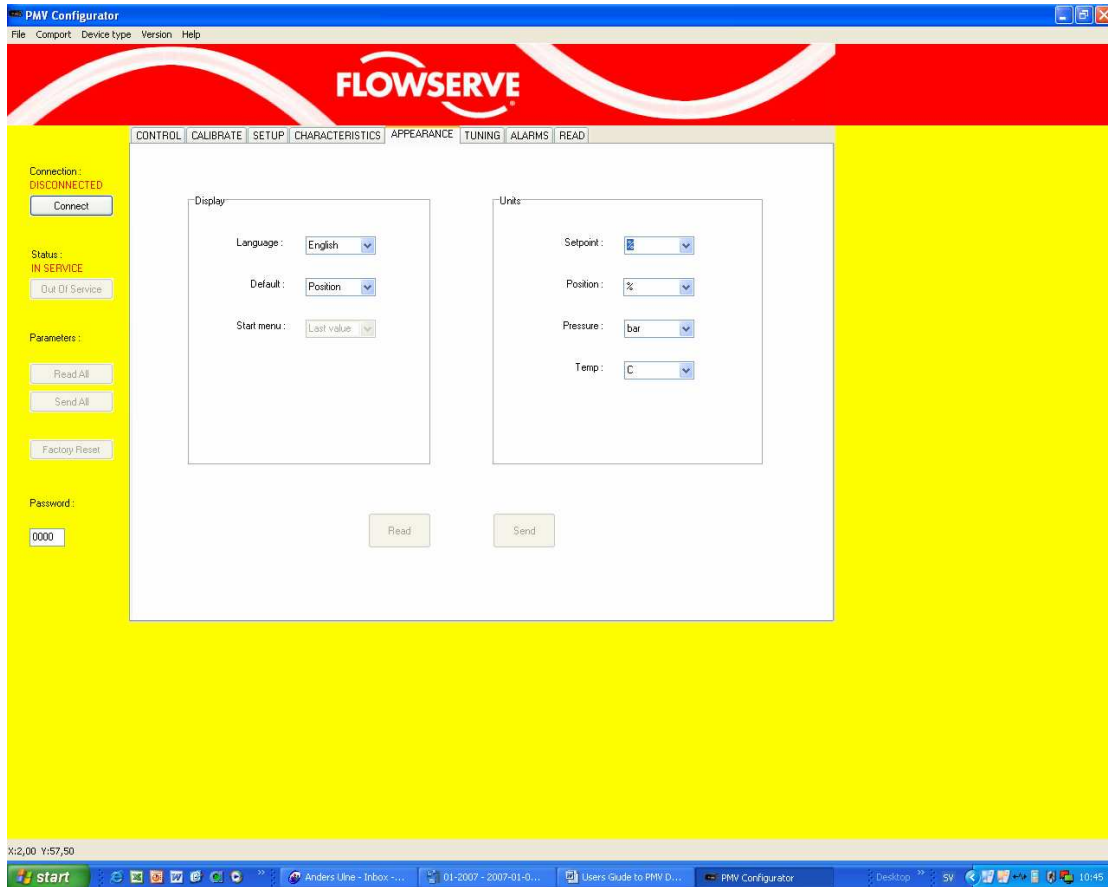 PMV Configurator
File Comport Device type Version Help
FLOWSERVE
CONTROL CALIBRATE SETUP CHARACTERISTICS APPEARANCE TUNING ALARMS READ
Connection :
DISCONNECTED
Connect
Status :
IN SERVICE
Out Of Service
Parameters :
Read All
Send All
Factory Reset
Password :
0000
Display
Language : English
Default : Position
Start menu : Last value
Units
Setpoint : %
Position : %
Pressure : bar
Temp : C
Read Send
X:2,00 Y:57,50
start Anders Ulne - Inbox -... 01-2007 - 2007-01-0... Users Giude to PMV D... PMV Configurator Desktop SV 10:45